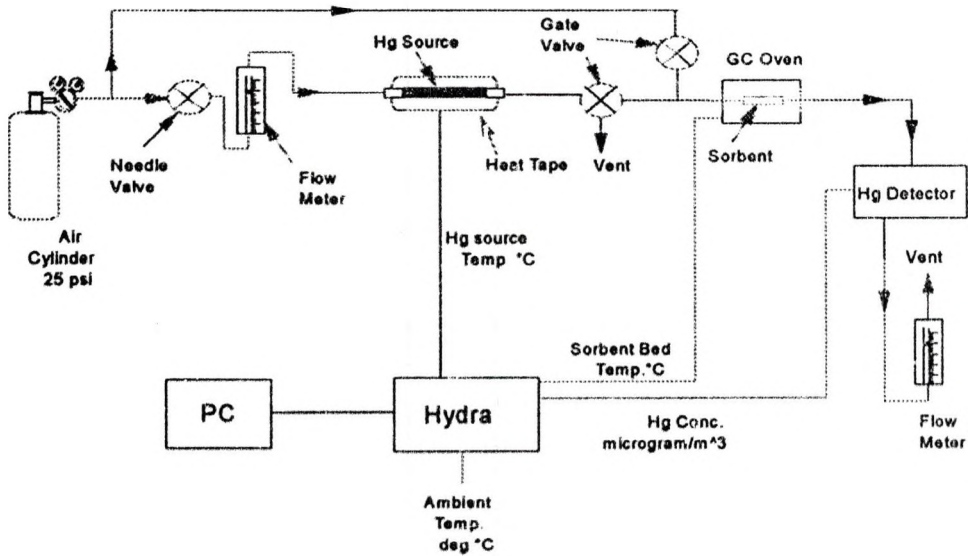 Gate
Valve
Hg Source
GC Oven
Needle
Valve
Flow
Meter
Heat Tape
Vent
Sorbent
Hg Detector
Air
Cylinder
25 psi
Hg source
Temp °C
Vent
Sorbent Bed
Temp.°C
PC
Hydra
Hg Conc.
microgram/m^3
Flow
Meter
Ambient
Temp.
deg °C